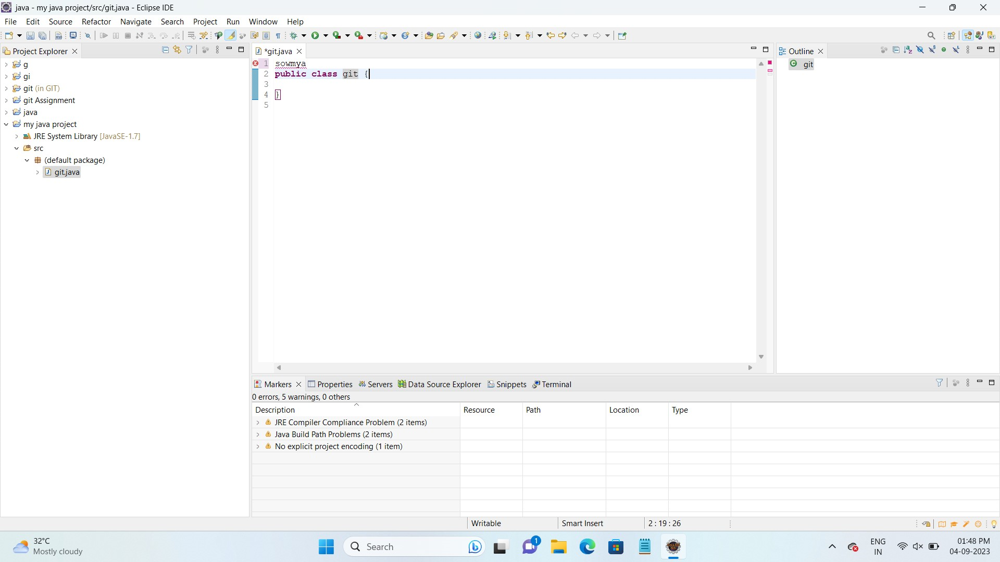 java - my java project/src/git.java - Eclipse IDE
File Edit Source Refactor Navigate Search Project Run Window Help
Project Explorer
g
gi
git (in GIT)
git Assignment
java
my java project
JRE System Library [JavaSE-1.7]
src
(default package)
git.java
*git.java
1 sowmya
2 public class git {
3
4 }
5
Outline
git
Markers Properties Servers Data Source Explorer Snippets Terminal
0 errors, 5 warnings, 0 others
Description Resource Path Location Type
JRE Compiler Compliance Problem (2 items)
Java Build Path Problems (2 items)
No explicit project encoding (1 item)
Writable Smart Insert 2 : 19 : 26
32°C
Mostly cloudy
Search
1
ENG
IN
01:48 PM
04-09-2023